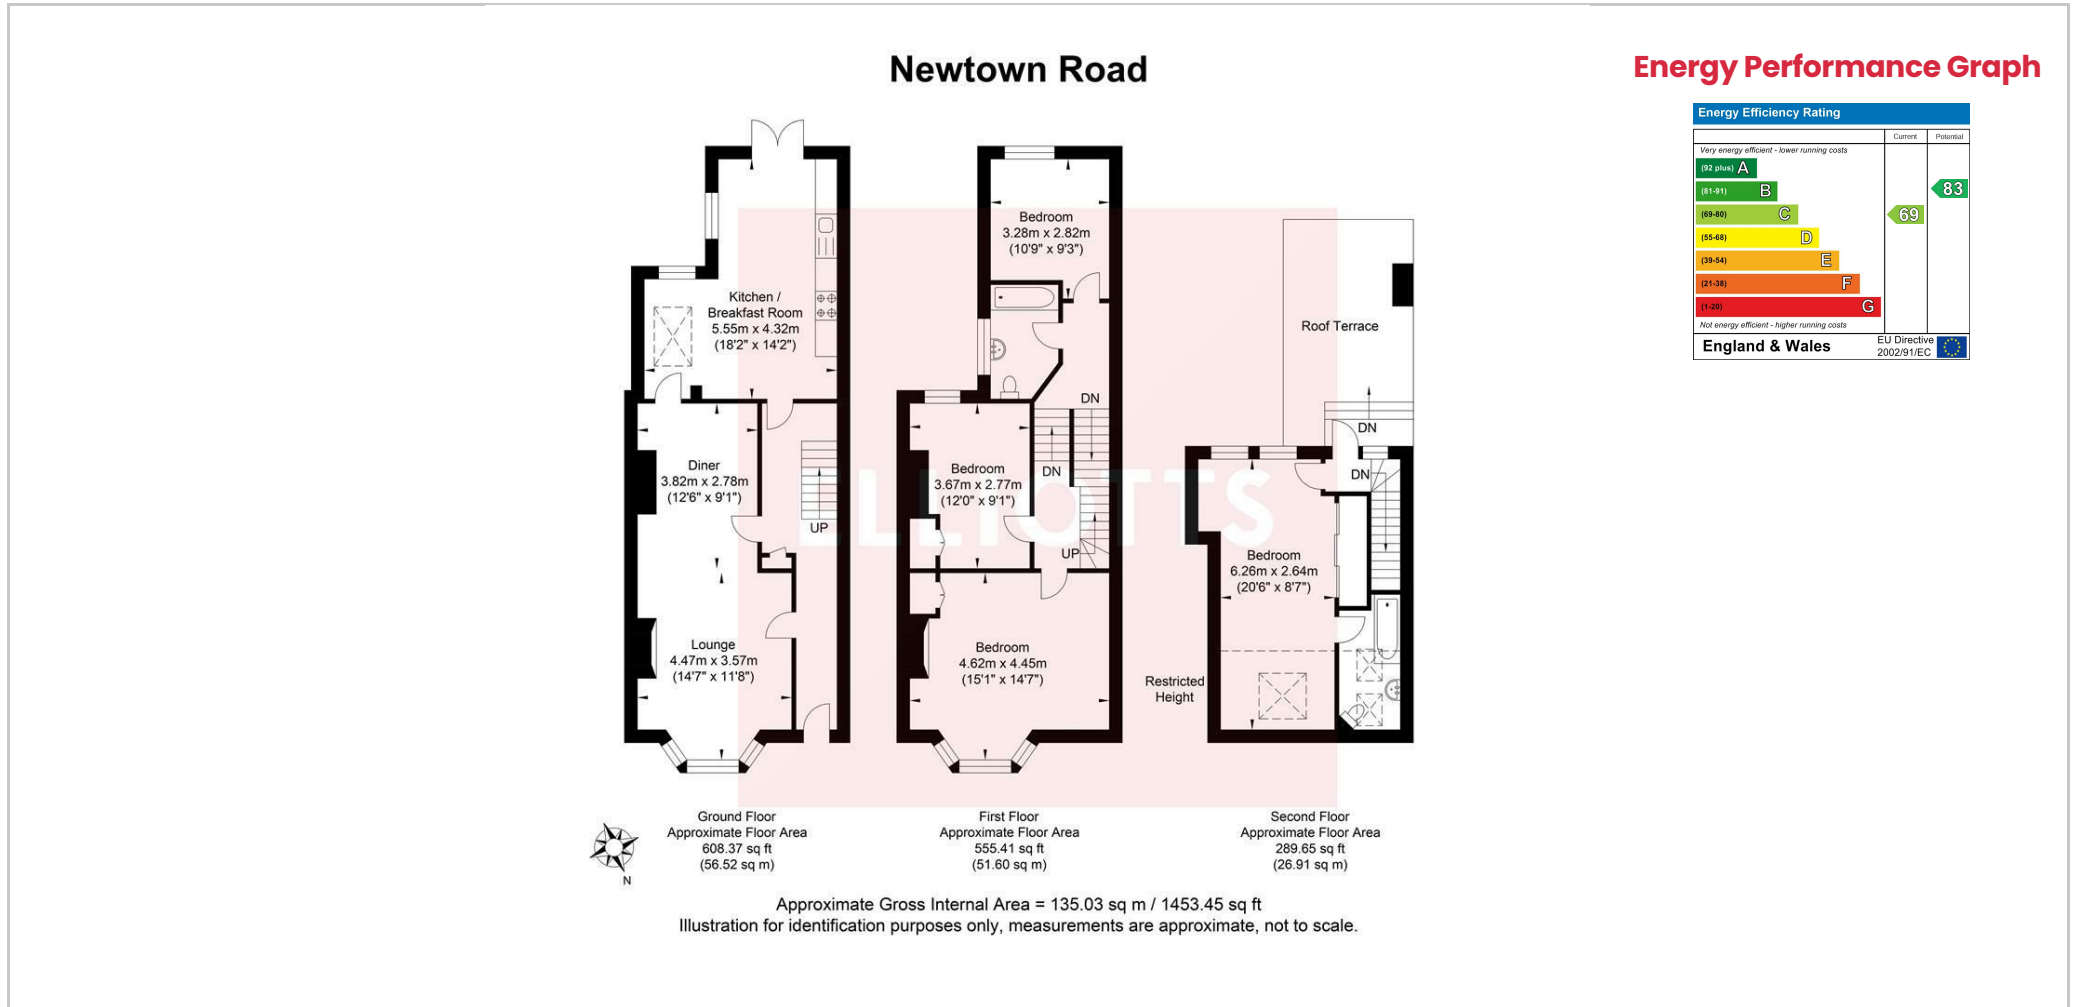 Newtown Road
Energy Performance Graph
Energy Efficiency Rating
Current
Potential
Very energy efficient - lower running costs
(92 plus) A
(81-91) B
(69-80) C
(55-68) D
(39-54) E
(21-38) F
(1-20) G
83
69
Not energy efficient - higher running costs
England & Wales
EU Directive
2002/91/EC
Kitchen /
Breakfast Room
5.55m x 4.32m
(18'2" x 14'2")
Diner
3.82m x 2.78m
(12'6" x 9'1")
UP
Lounge
4.47m x 3.57m
(14'7" x 11'8")
Bedroom
3.28m x 2.82m
(10'9" x 9'3")
DN
Bedroom
3.67m x 2.77m
(12'0" x 9'1")
DN
UP
Bedroom
4.62m x 4.45m
(15'1" x 14'7")
Roof Terrace
DN
DN
Bedroom
6.26m x 2.64m
(20'6" x 8'7")
Restricted
Height
ELLIOTTS
Ground Floor
Approximate Floor Area
608.37 sq ft
(56.52 sq m)
First Floor
Approximate Floor Area
555.41 sq ft
(51.60 sq m)
Second Floor
Approximate Floor Area
289.65 sq ft
(26.91 sq m)
N
Approximate Gross Internal Area = 135.03 sq m / 1453.45 sq ft
Illustration for identification purposes only, measurements are approximate, not to scale.